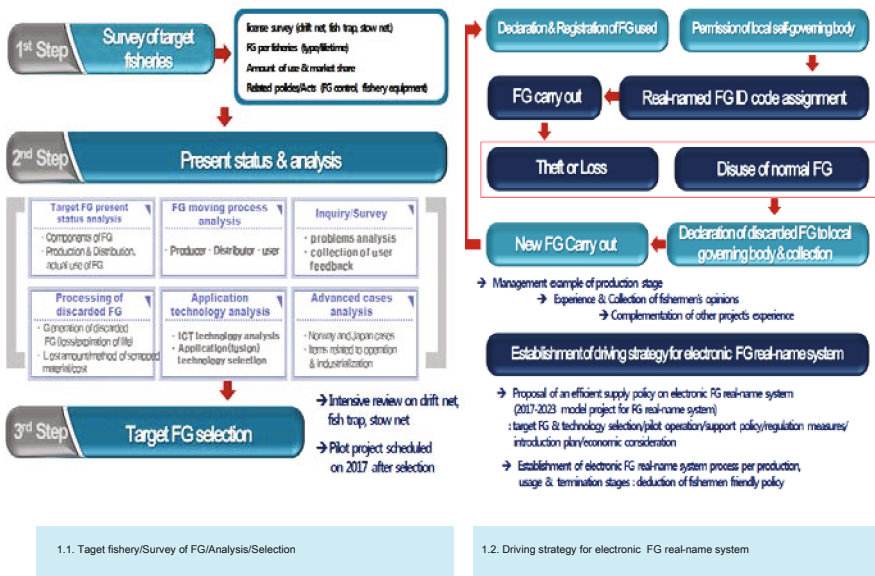 1st Step
Survey of target
fisheries
license survey (drift net, fish trap, stow net)
FG per fisheries (type/lifetime)
Amount of use & market share
Related policies/Acts (FG control, fishery equipment)
2nd Step
Present status & analysis
Target FG present
status analysis
· Components of FG
· Production & Distribution,
actual use of FG
FG moving process
analysis
· Producer - Distributor - user
Inquiry/Survey
· problems analysis
· collection of user
feedback
Processing of
discarded FG
· Generation of discarded
FG (loss/expiration of life)
· Lost amount/method of scrapped
material/cost
Application
technology analysis
· ICT technology analysis
· Application(fusion)
technology selection
Advanced cases
analysis
· Norway and Japan cases
· Items related to operation
& industrialization
3rd Step
Target FG selection
→ Intensive review on drift net,
fish trap, stow net
→ Pilot project scheduled
on 2017 after selection
1.1. Taget fishery/Survey of FG/Analysis/Selection
Declaration & Registration of FG used
Permission of local self-governing body
FG carry out
Real-named FG ID code assignment
Theft or Loss
Disuse of normal FG
New FG Carry out
Declaration of discarded FG to local
governing body & collection
→ Management example of production stage
→ Experience & Collection of fishermen's opinions
→ Complementation of other project's experience
Establishment of driving strategy for electronic FG real-name system
→ Proposal of an efficient supply policy on electronic FG real-name system
(2017-2023 model project for FG real-name system)
: target FG & technology selection/pilot operation/support policy/regulation measures/
introduction plan/economic consideration
→ Establishment of electronic FG real-name system process per production,
usage & termination stages : deduction of fishermen friendly policy
1.2. Driving strategy for electronic FG real-name system